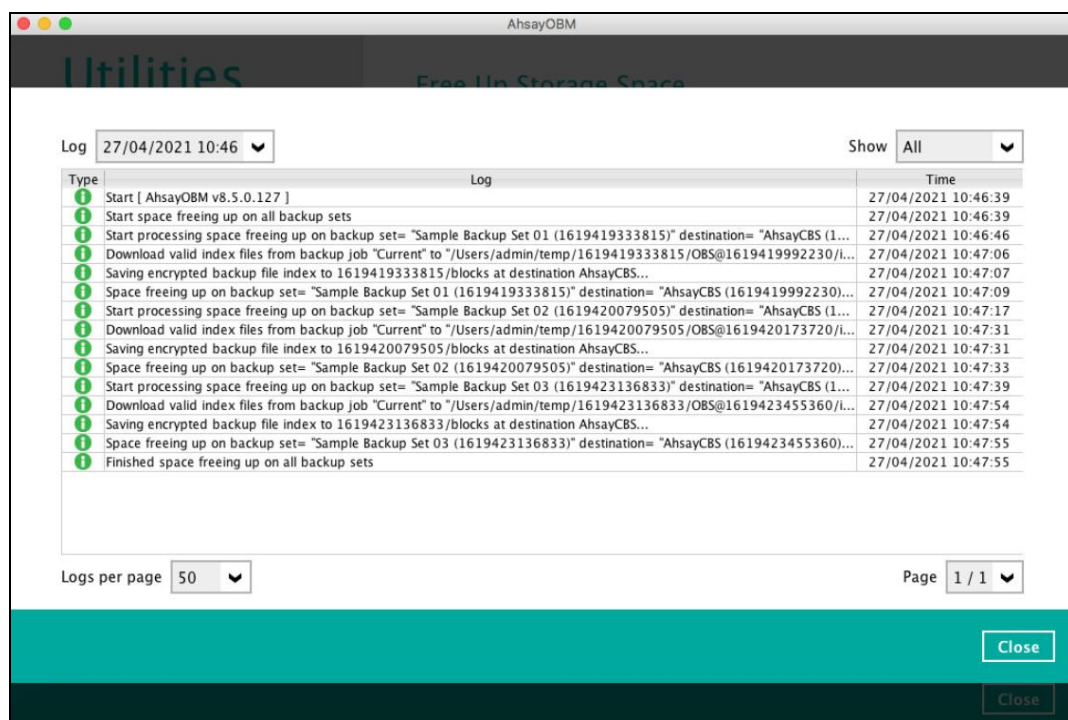 AhsayOBM
Utilities
Free Up Storage Space
Log 27/04/2021 10:46 Show All
Type Log Time
Start [ AhsayOBM v8.5.0.127 ] 27/04/2021 10:46:39
Start space freeing up on all backup sets 27/04/2021 10:46:39
Start processing space freeing up on backup set= "Sample Backup Set 01 (1619419333815)" destination= "AhsayCBS (1... 27/04/2021 10:46:46
Download valid index files from backup job "Current" to "/Users/admin/temp/1619419333815/OBS@1619419992230/i... 27/04/2021 10:47:06
Saving encrypted backup file index to 1619419333815/blocks at destination AhsayCBS... 27/04/2021 10:47:07
Space freeing up on backup set= "Sample Backup Set 01 (1619419333815)" destination= "AhsayCBS (1619419992230)... 27/04/2021 10:47:09
Start processing space freeing up on backup set= "Sample Backup Set 02 (1619420079505)" destination= "AhsayCBS (1... 27/04/2021 10:47:17
Download valid index files from backup job "Current" to "/Users/admin/temp/1619420079505/OBS@1619420173720/i... 27/04/2021 10:47:31
Saving encrypted backup file index to 1619420079505/blocks at destination AhsayCBS... 27/04/2021 10:47:31
Space freeing up on backup set= "Sample Backup Set 02 (1619420079505)" destination= "AhsayCBS (1619420173720)... 27/04/2021 10:47:33
Start processing space freeing up on backup set= "Sample Backup Set 03 (1619423136833)" destination= "AhsayCBS (1... 27/04/2021 10:47:39
Download valid index files from backup job "Current" to "/Users/admin/temp/1619423136833/OBS@1619423455360/i... 27/04/2021 10:47:54
Saving encrypted backup file index to 1619423136833/blocks at destination AhsayCBS... 27/04/2021 10:47:54
Space freeing up on backup set= "Sample Backup Set 03 (1619423136833)" destination= "AhsayCBS (1619423455360)... 27/04/2021 10:47:55
Finished space freeing up on all backup sets 27/04/2021 10:47:55
Logs per page 50 Page 1 / 1
Close
Close